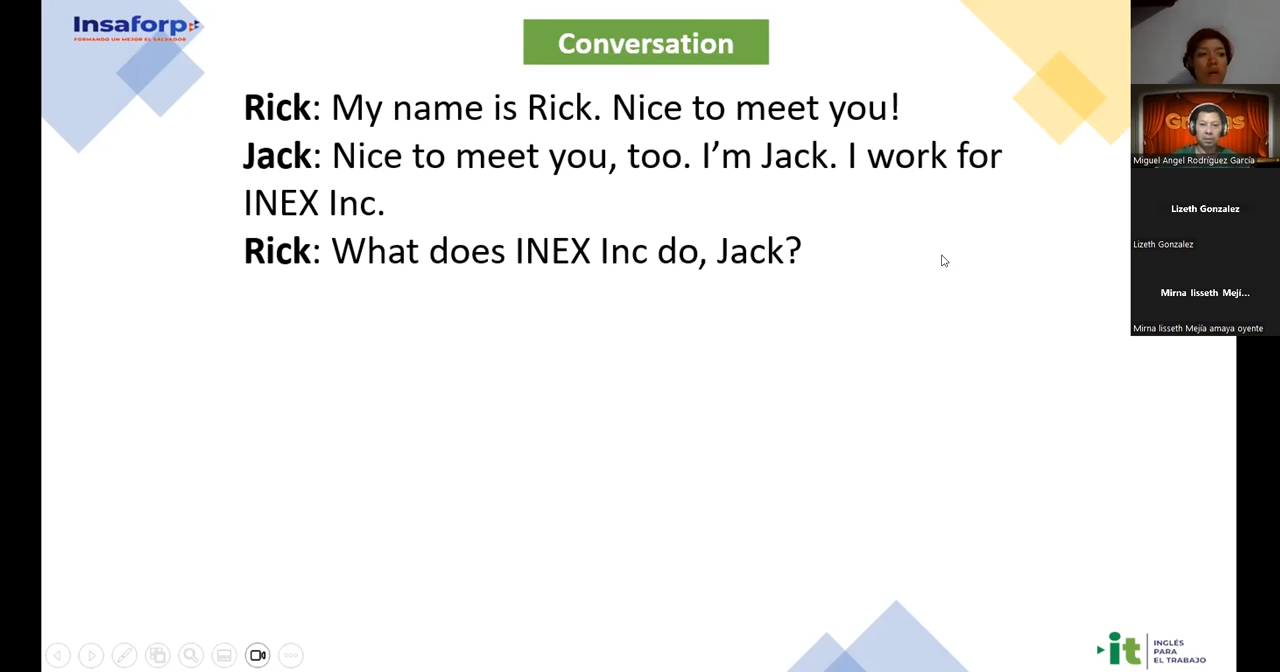 Insaforp
FORMANDO UN MEJOR EL SALVADOR
Conversation
Rick: My name is Rick. Nice to meet you!
Jack: Nice to meet you, too. I’m Jack. I work for
INEX Inc.
Rick: What does INEX Inc do, Jack?
Miguel Angel Rodríguez García
Lizeth Gonzalez
Lizeth Gonzalez
Mirna lisseth Mejí...
Mirna lisseth Mejía amaya oyente
it
INGLÉS
PARA
EL TRABAJO